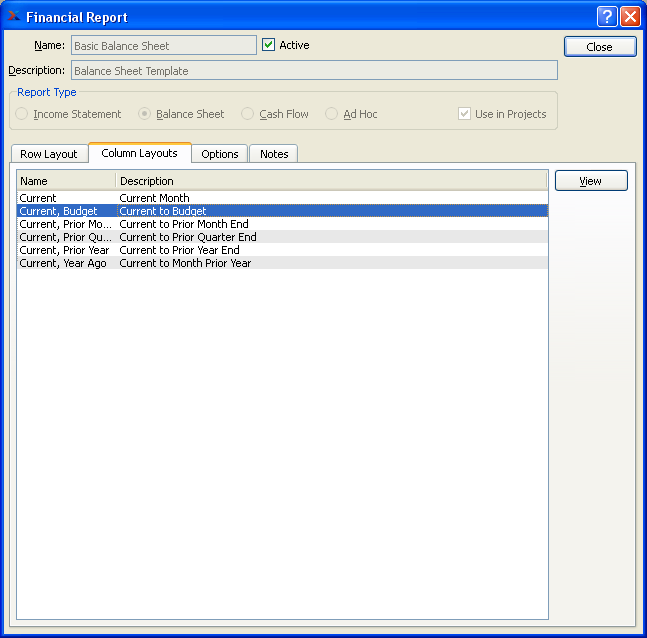 Financial Report
Name: Basic Balance Sheet Active Close
Description: Balance Sheet Template
Report Type
Income Statement Balance Sheet Cash Flow Ad Hoc Use in Projects
Row Layout Column Layouts Options Notes
Name Description View
Current Current Month
Current, Budget Current to Budget
Current, Prior Mo... Current to Prior Month End
Current, Prior Qu... Current to Prior Quarter End
Current, Prior Year Current to Prior Year End
Current, Year Ago Current to Month Prior Year